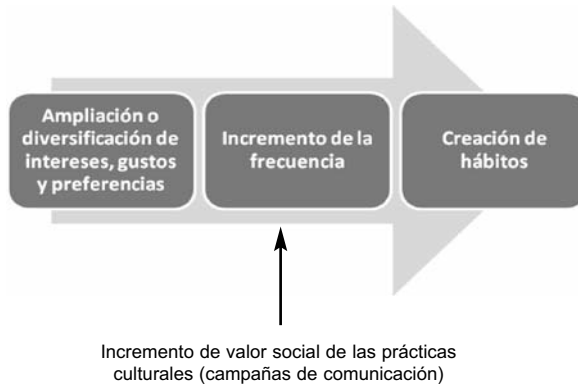 Ampliación o
diversificación de
intereses, gustos
y preferencias
Incremento de la
frecuencia
Creación de
hábitos
Incremento de valor social de las prácticas
culturales (campañas de comunicación)